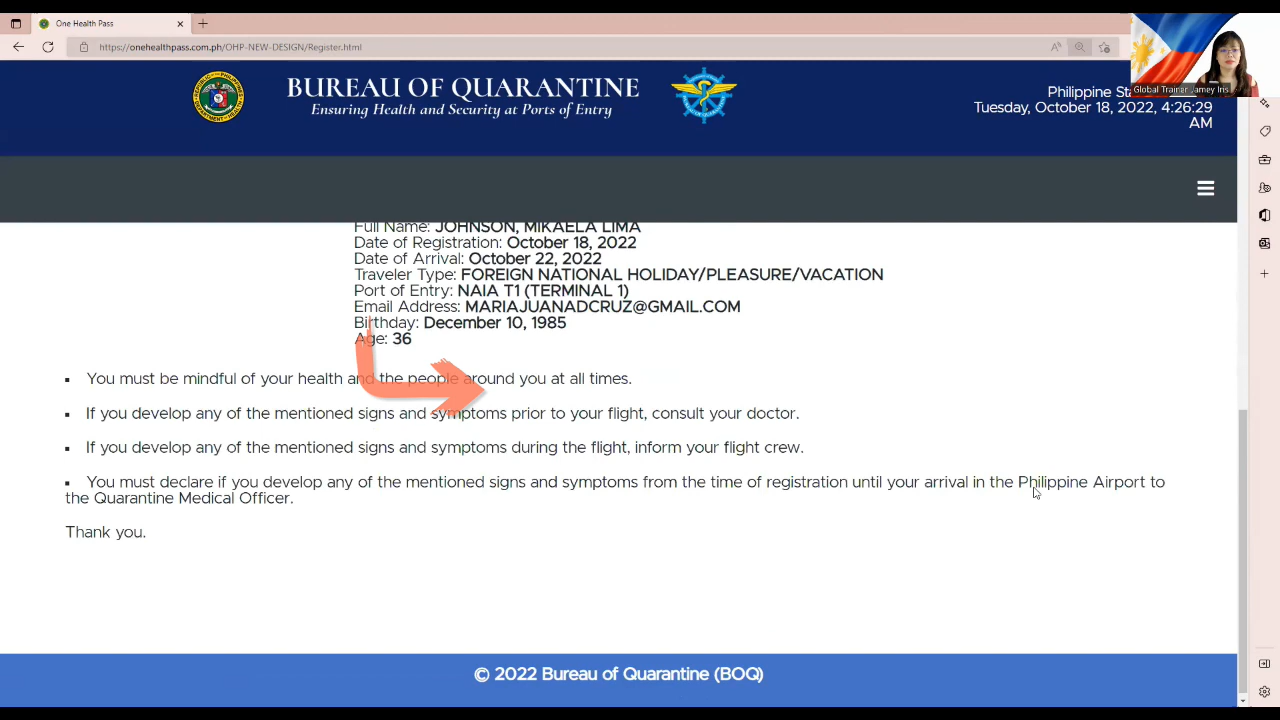 One Health Pass
https://onehealthpass.com.ph/OHP-NEW-DESIGN/Register.html
BUREAU OF QUARANTINE
Ensuring Health and Security at Ports of Entry
Philippine
Tuesday, October 18, 2022, 4:26:29
AM
Global Trainer Jamey Iris
Full Name: JOHNSON, MIKAELA LIMA
Date of Registration: October 18, 2022
Date of Arrival: October 22, 2022
Traveler Type: FOREIGN NATIONAL HOLIDAY/PLEASURE/VACATION
Port of Entry: NAIA T1 (TERMINAL 1)
Email Address: MARIAJUANADCRUZ@GMAIL.COM
Birthday: December 10, 1985
Age: 36
▪ You must be mindful of your health and the people around you at all times.
▪ If you develop any of the mentioned signs and symptoms prior to your flight, consult your doctor.
▪ If you develop any of the mentioned signs and symptoms during the flight, inform your flight crew.
▪ You must declare if you develop any of the mentioned signs and symptoms from the time of registration until your arrival in the Philippine Airport to
the Quarantine Medical Officer.
Thank you.
© 2022 Bureau of Quarantine (BOQ)